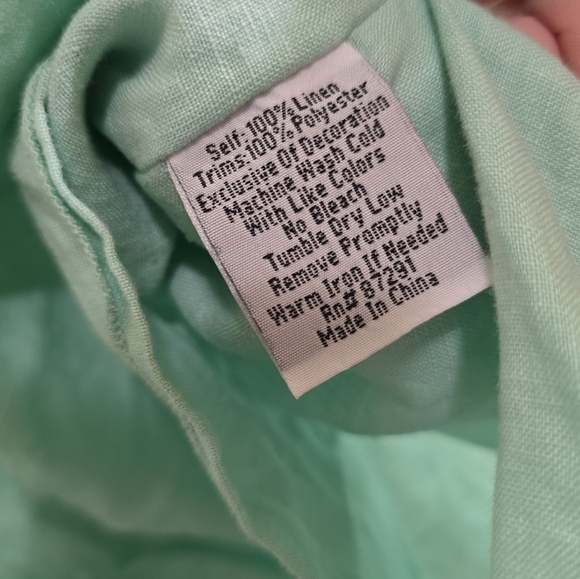 Self:100% Linen
Trims:100% Polyester
Exclusive Of Decoration
Machine Wash Cold
With Like Colors
No Bleach
Tumble Dry Low
Remove Promptly
Warm Iron If Needed
Rn# 87291
Made In China